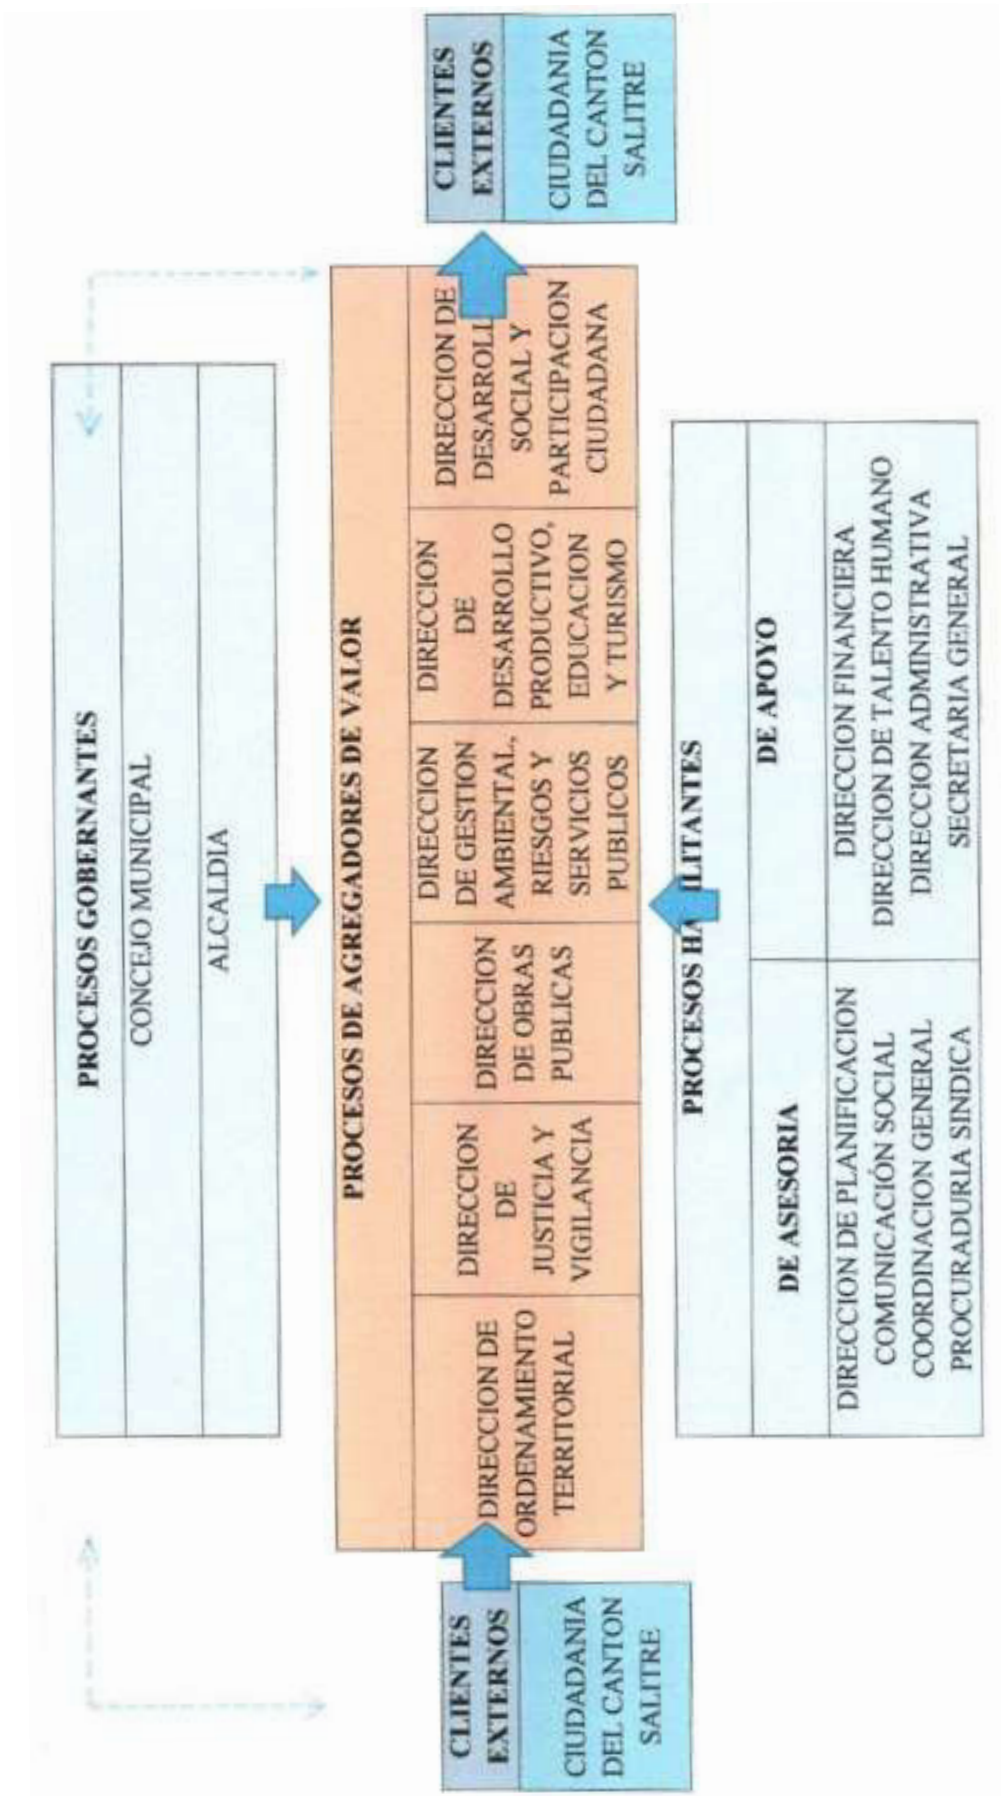 PROCESOS GOBERNANTES
CONCEJO MUNICIPAL
ALCALDIA
CLIENTES
EXTERNOS
CIUDADANIA
DEL CANTON
SALITRE
PROCESOS DE AGREGADORES DE VALOR
DIRECCION DE
ORDENAMIENTO
TERRITORIAL
DIRECCION
DE
JUSTICIA Y
VIGILANCIA
DIRECCION
DE OBRAS
PUBLICAS
DIRECCION
DE GESTION
AMBIENTAL,
RIESGOS Y
SERVICIOS
PUBLICOS
DIRECCION
DE
DESARROLLO
PRODUCTIVO,
EDUCACION
Y TURISMO
DIRECCION DE
DESARROLL
SOCIAL Y
PARTICIPACION
CIUDADANA
CLIENTES
EXTERNOS
CIUDADANIA
DEL CANTON
SALITRE
PROCESOS HA ILITANTES
DE ASESORIA
DIRECCION DE PLANIFICACION
COMUNICACIÓN SOCIAL
COORDINACION GENERAL
PROCURADURIA SINDICA
DE APOYO
DIRECCION FINANCIERA
DIRECCION DE TALENTO HUMANO
DIRECCION ADMINISTRATIVA
SECRETARIA GENERAL